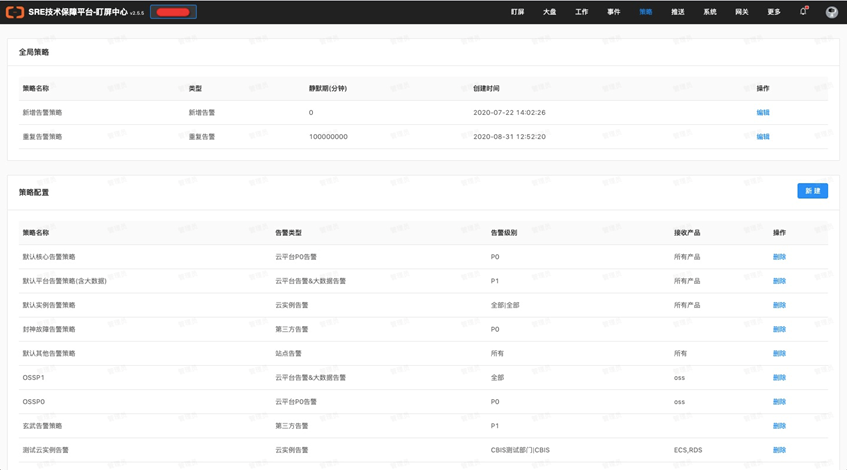 SRE技术保障平台-盯屏中心 v2.5.5 盯屏 大盘 工作 事件 策略 推送 系统 网关 更多
全局策略
策略名称 类型 静默期(分钟) 创建时间 操作
新增告警策略 新增告警 0 2020-07-22 14:02:26 编辑
重复告警策略 重复告警 100000000 2020-08-31 12:52:20 编辑
策略配置 新 建
策略名称 告警类型 告警级别 接收产品 操作
默认核心告警策略 云平台P0告警 P0 所有产品 删除
默认平台告警策略(含大数据) 云平台告警&大数据告警 P1 所有产品 删除
默认实例告警策略 云实例告警 全部|全部 所有产品 删除
封神故障告警策略 第三方告警 P0 删除
默认其他告警策略 站点告警 所有 所有 删除
OSSP1 云平台告警&大数据告警 全部 oss 删除
OSSP0 云平台P0告警 P0 oss 删除
玄武告警策略 第三方告警 P1 删除
测试云实例告警 云实例告警 CBIS测试部门|CBIS ECS,RDS 删除